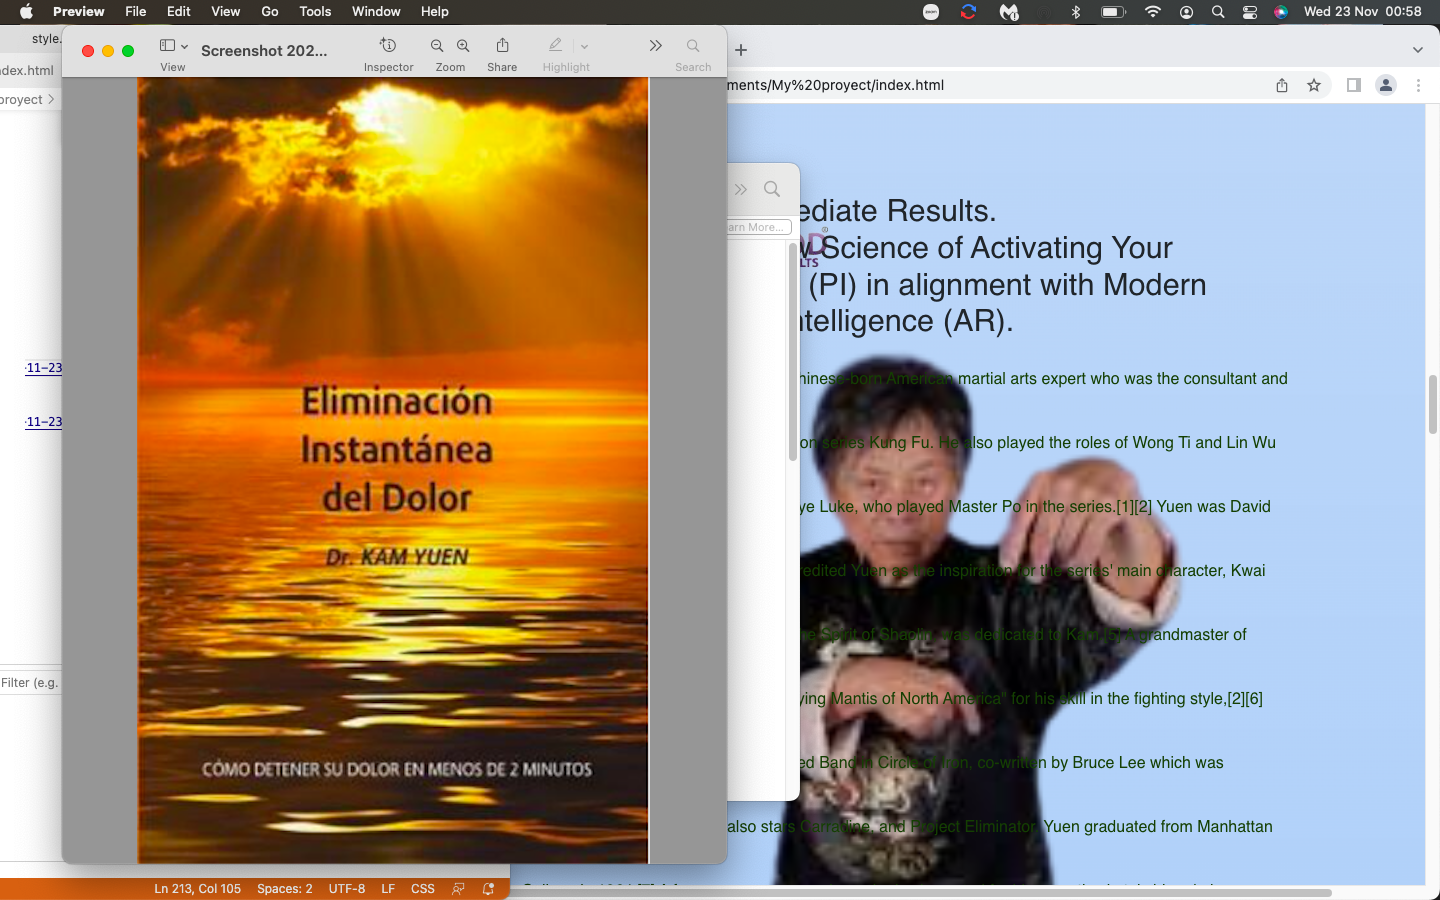 Preview File Edit View Go Tools Window Help
zoom
Wed 23 Nov 00:58
style.
Screenshot 202...
View
Inspector
Zoom
Share
Highlight
Search
dex.html
ments/My%20proyect/index.html
royect
Eliminación
Instantánea
del Dolor
Dr. KAM YUEN
CÓMO DETENER SU DOLOR EN MENOS DE 2 MINUTOS
arn More...
ediate Results.
Science of Activating Your
(PI) in alignment with Modern
telligence (AR).
D®
LTS
hinese-born American martial arts expert who was the consultant and
on series Kung Fu. He also played the roles of Wong Ti and Lin Wu
ye Luke, who played Master Po in the series.[1][2] Yuen was David
redited Yuen as the inspiration for the series' main character, Kwai
he Spirit of Shaolin, was dedicated to Kam.[5] A grandmaster of
ying Mantis of North America" for his skill in the fighting style,[2][6]
ed Band in Circle of Iron, co-written by Bruce Lee which was
also stars Carradine, and Project Eliminator. Yuen graduated from Manhattan
-11-23
-11-23
Filter (e.g.
Ln 213, Col 105 Spaces: 2 UTF-8 LF CSS